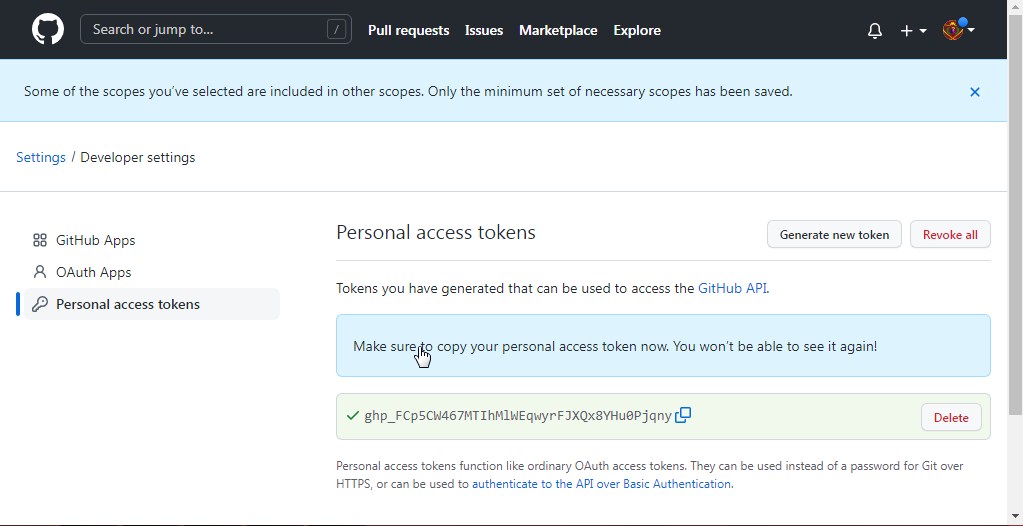 Search or jump to...
/
Pull requests
Issues
Marketplace
Explore
Some of the scopes you've selected are included in other scopes. Only the minimum set of necessary scopes has been saved.
Settings / Developer settings
GitHub Apps
OAuth Apps
Personal access tokens
Personal access tokens
Generate new token
Revoke all
Tokens you have generated that can be used to access the GitHub API.
Make sure to copy your personal access token now. You won't be able to see it again!
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
Delete
Personal access tokens function like ordinary OAuth access tokens. They can be used instead of a password for Git over
HTTPS, or can be used to authenticate to the API over Basic Authentication.